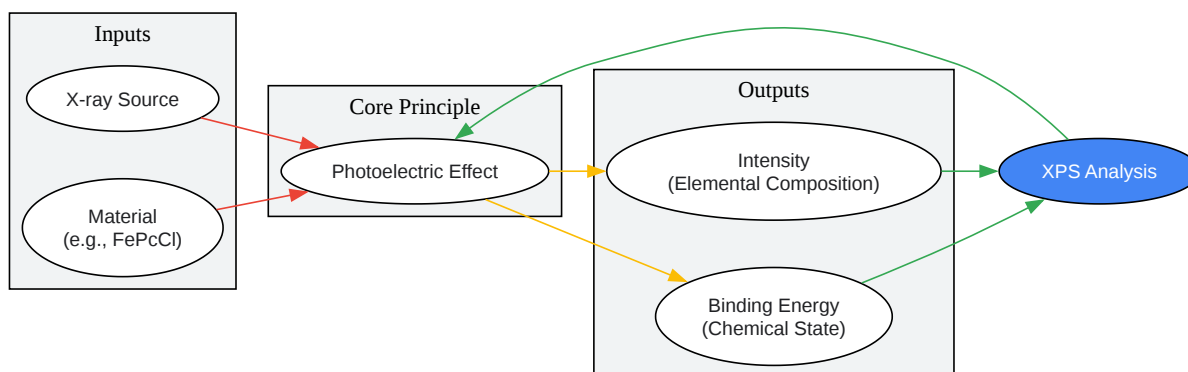 Inputs
X-ray Source
Material
(e.g., FePcCl)
Core Principle
Photoelectric Effect
Outputs
Intensity
(Elemental Composition)
Binding Energy
(Chemical State)
XPS Analysis